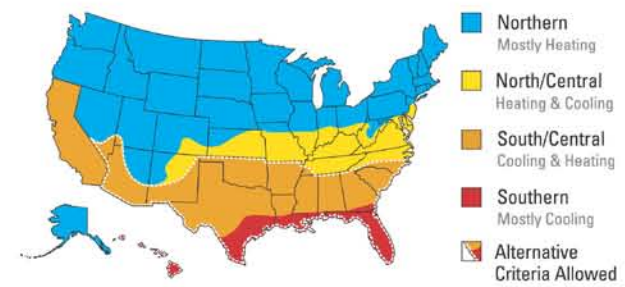 Northern
Mostly Heating
North/Central
Heating & Cooling
South/Central
Cooling & Heating
Southern
Mostly Cooling
Alternative
Criteria Allowed